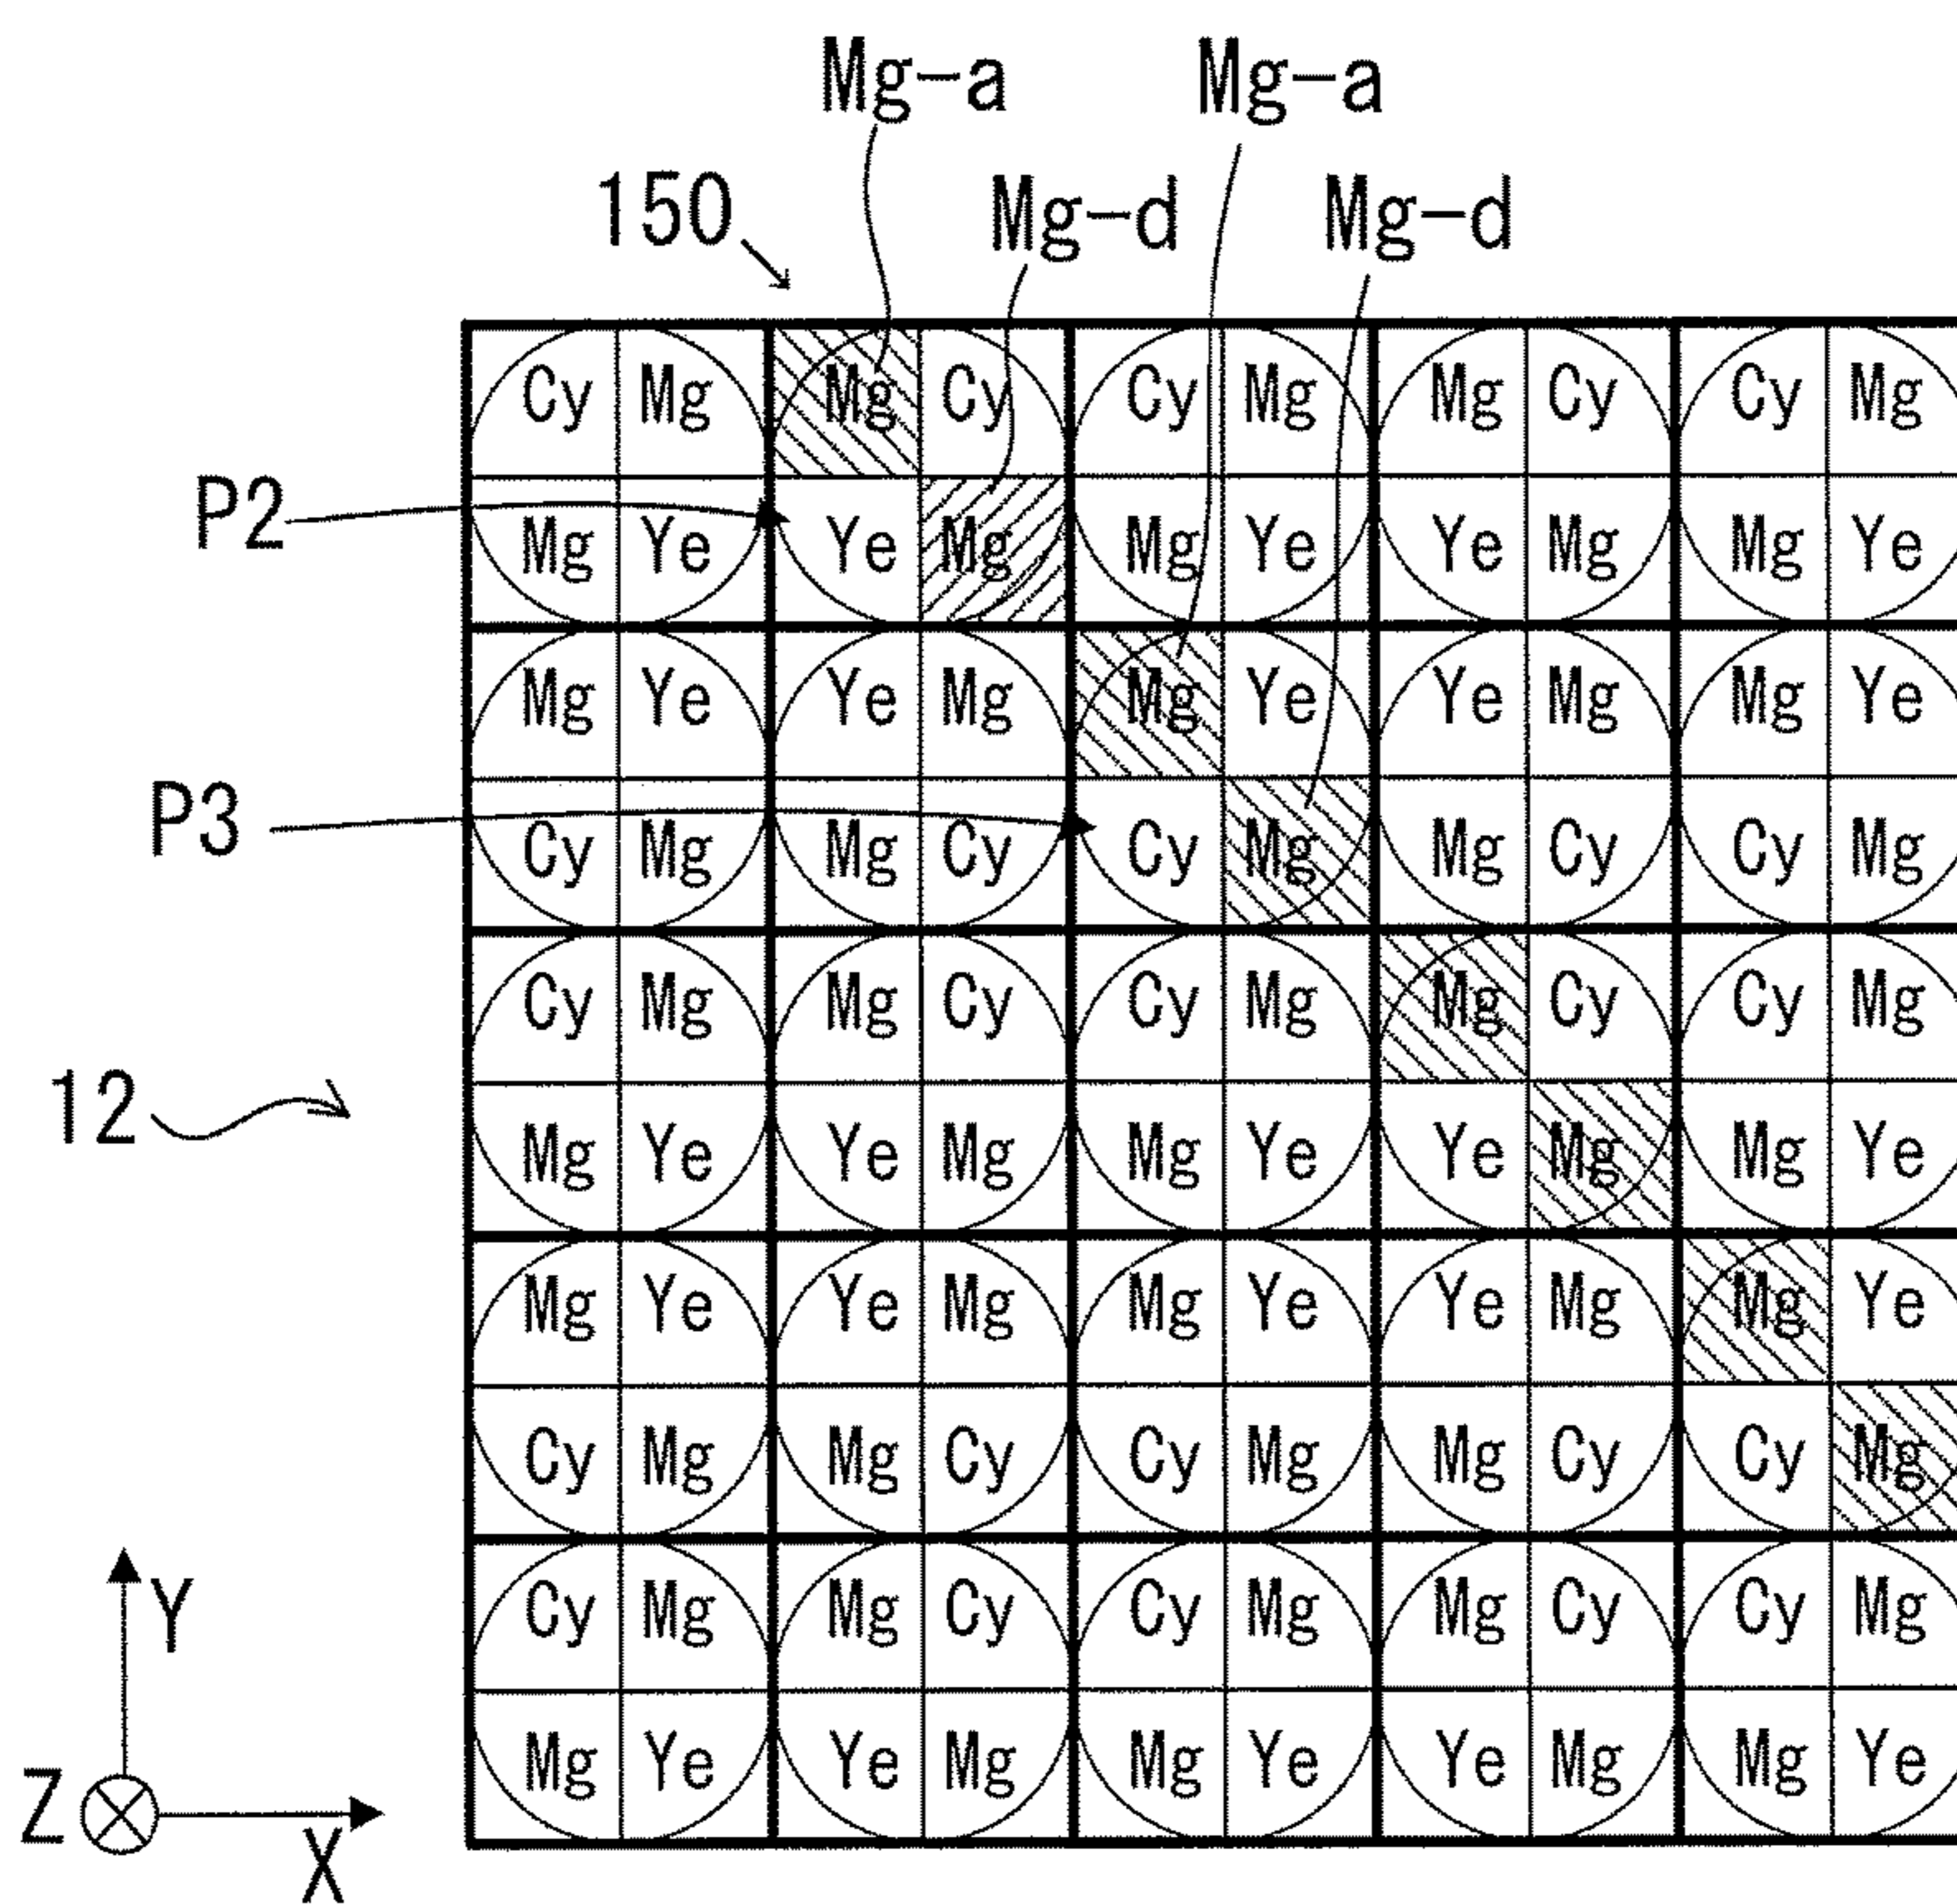 Mg-a Mg-a
150 Mg-d Mg-d
Cy Mg Mg Cy Cy Mg Mg Cy Cy Mg
P2 Mg Ye Ye Mg Mg Ye Ye Mg Mg Ye
Mg Ye Ye Mg Mg Ye Ye Mg Mg Ye
P3 Cy Mg Mg Cy Cy Mg Mg Cy Cy Mg
Cy Mg Mg Cy Cy Mg Mg Cy Cy Mg
12 Mg Ye Ye Mg Mg Ye Ye Mg Mg Ye
Mg Ye Ye Mg Mg Ye Ye Mg Mg Ye
Cy Mg Mg Cy Cy Mg Mg Cy Cy Mg
Y Cy Mg Mg Cy Cy Mg Mg Cy Cy Mg
Z Mg Ye Ye Mg Mg Ye Ye Mg Mg Ye
X